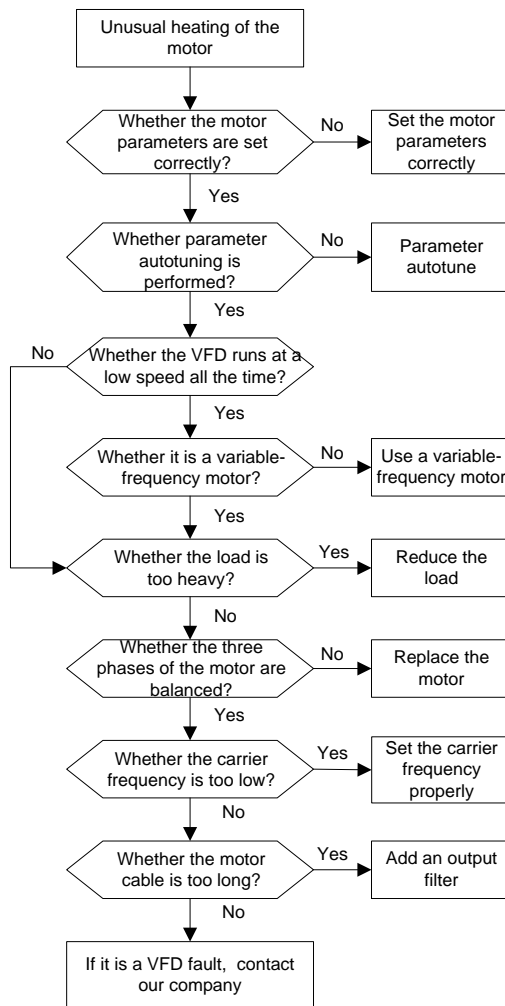 Unusual heating of the
motor
Whether the motor
parameters are set
correctly?
No
Set the motor
parameters
correctly
Yes
Whether parameter
autotuning is
performed?
No
Parameter
autotune
Yes
No
Whether the VFD runs at a
low speed all the time?
Yes
Whether it is a variable-
frequency motor?
No
Use a variable-
frequency motor
Yes
Whether the load is
too heavy?
Yes
Reduce the
load
No
Whether the three
phases of the motor are
balanced?
No
Replace the
motor
Yes
Whether the carrier
frequency is too low?
Yes
Set the carrier
frequency
properly
No
Whether the motor
cable is too long?
Yes
Add an output
filter
No
If it is a VFD fault, contact
our company